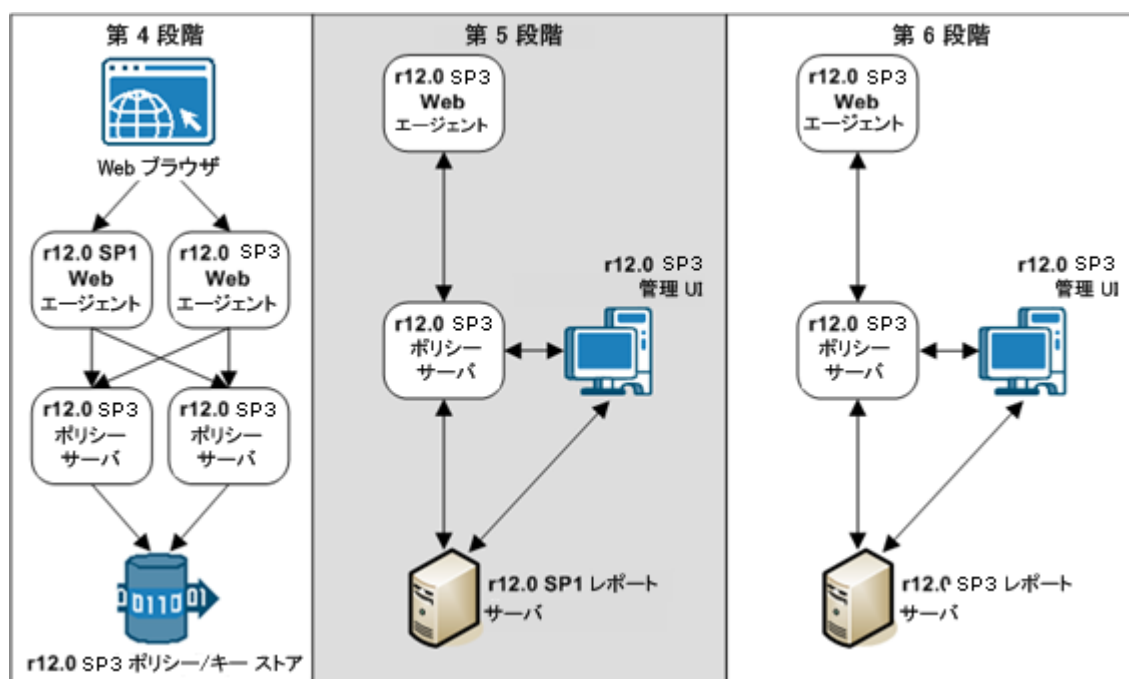 第 4 段階
Web ブラウザ
r12.0 SP1
Web
エージェント
r12.0 SP3
Web
エージェント
r12.0 SP3
ポリシー
サーバ
r12.0 SP3
ポリシー
サーバ
r12.0 SP3 ポリシー/キー ストア
第 5 段階
r12.0 SP3
Web
エージェント
r12.0 SP3
ポリシー
サーバ
r12.0 SP3
管理 UI
r12.0 SP1 レポート
サーバ
第 6 段階
r12.0 SP3
Web
エージェント
r12.0 SP3
ポリシー
サーバ
r12.0 SP3
管理 UI
r12.0 SP3 レポート
サーバ